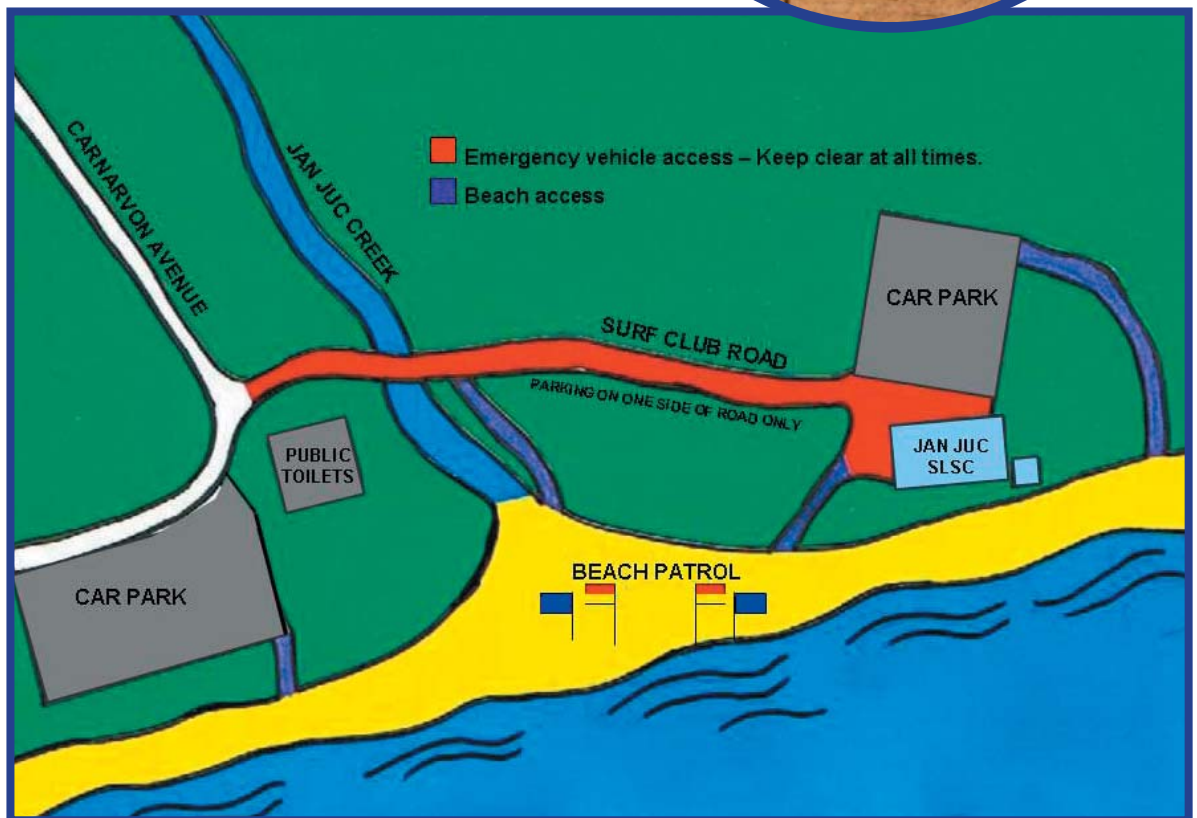 CARNARVON AVENUE
JAN JUC CREEK
Emergency vehicle access – Keep clear at all times.
Beach access
CAR PARK
SURF CLUB ROAD
PARKING ON ONE SIDE OF ROAD ONLY
JAN JUC
SLSC
PUBLIC
TOILETS
BEACH PATROL
CAR PARK